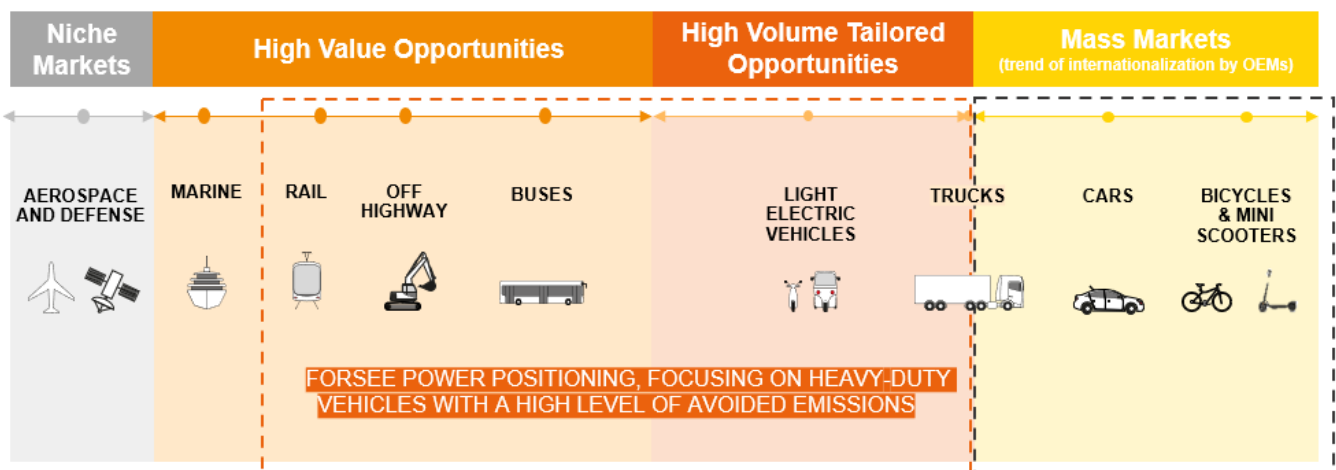 Niche
Markets
High Value Opportunities
High Volume Tailored
Opportunities
Mass Markets
(trend of internationalization by OEMs)
AEROSPACE
AND DEFENSE
MARINE
RAIL
OFF
HIGHWAY
BUSES
LIGHT
ELECTRIC
VEHICLES
TRUCKS
CARS
BICYCLES
& MINI
SCOOTERS
FORSEE POWER POSITIONING, FOCUSING ON HEAVY-DUTY
VEHICLES WITH A HIGH LEVEL OF AVOIDED EMISSIONS